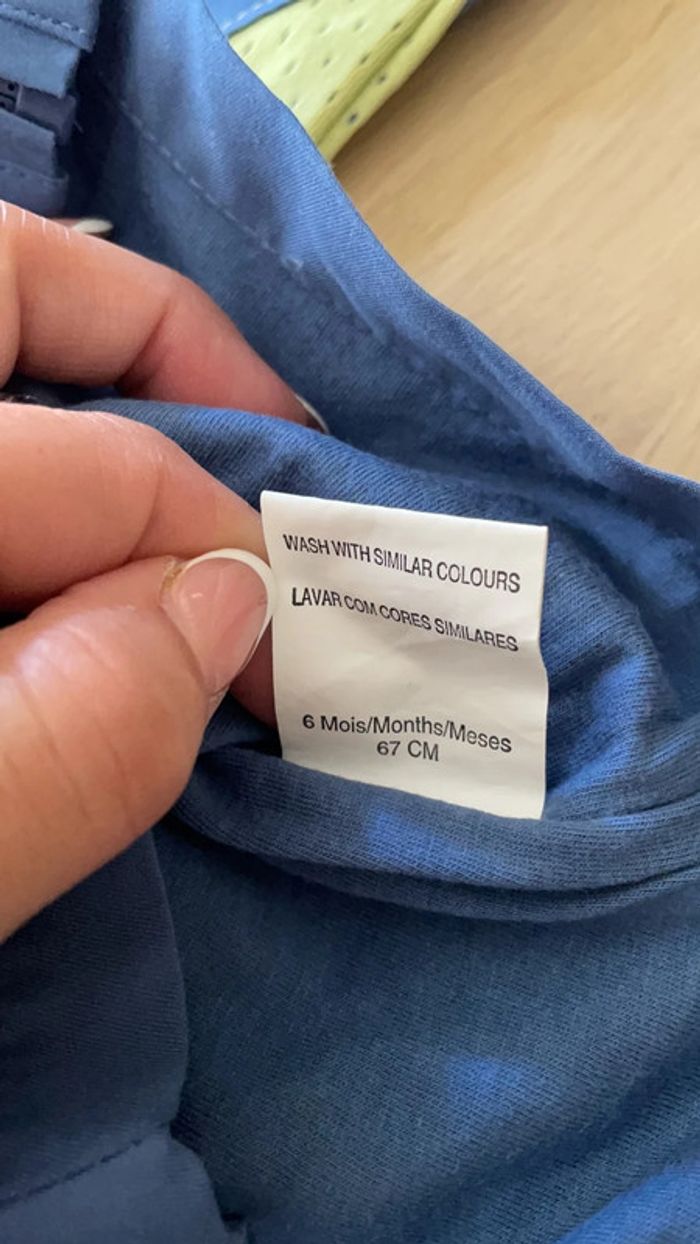 WASH WITH SIMILAR COLOURS
LAVAR COM CORES SIMILARES
6 Mois/Months/Meses
67 CM